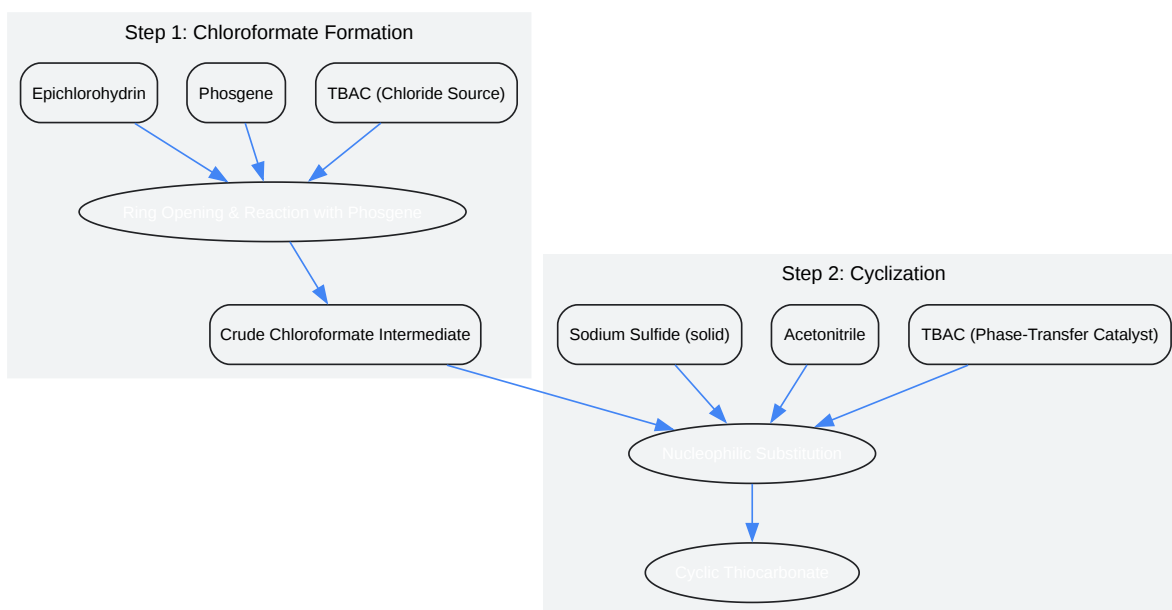 Step 1: Chloroformate Formation
Epichlorohydrin
Phosgene
TBAC (Chloride Source)
Ring Opening & Reaction with Phosgene
Crude Chloroformate Intermediate
Step 2: Cyclization
Sodium Sulfide (solid)
Acetonitrile
TBAC (Phase-Transfer Catalyst)
Nucleophilic Substitution
Cyclic Thiocarbonate